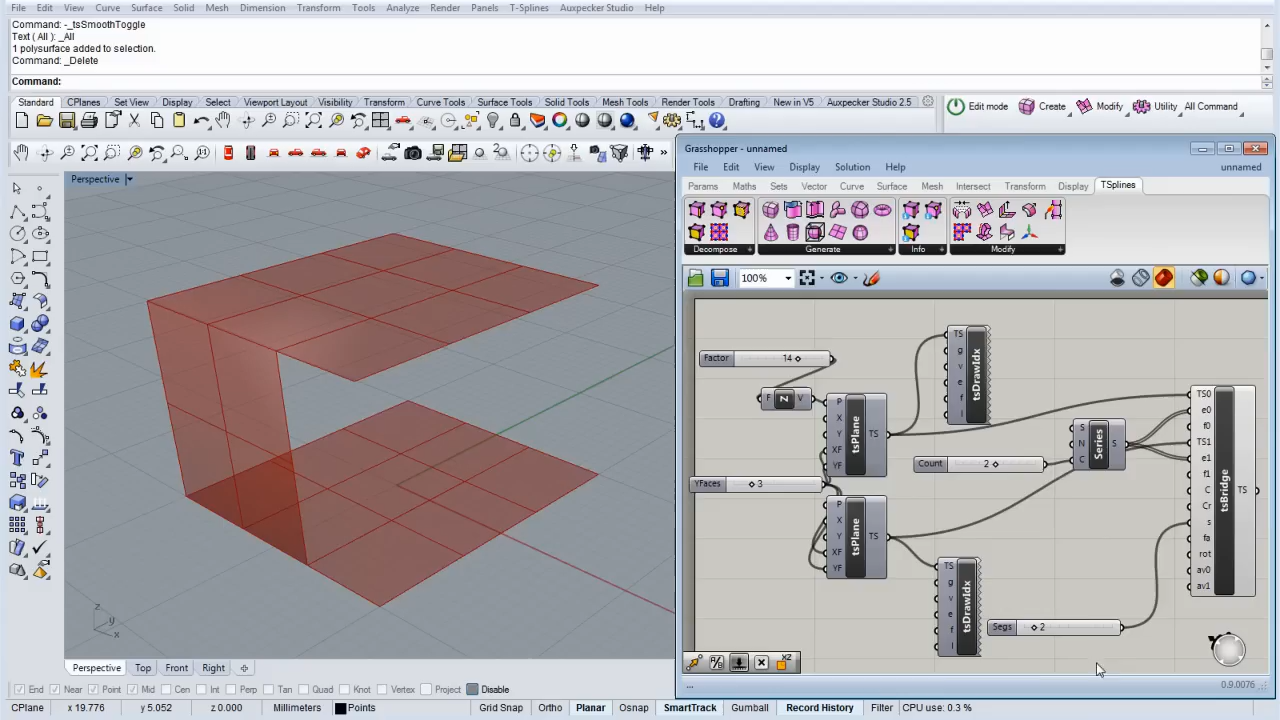 File Edit View Curve Surface Solid Mesh Dimension Transform Tools Analyze Render Panels T-Splines Auxpecker Studio Help
Command: -_tsSmoothToggle
Text ( All ): _All
1 polysurface added to selection.
Command: _Delete
Command:
Standard CPlanes Set View Display Select Viewport Layout Visibility Transform Curve Tools Surface Tools Solid Tools Mesh Tools Render Tools Drafting New in V5 Auxpecker Studio 2.5
Edit mode Create Modify Utility All Command
Perspective
Grasshopper - unnamed
File Edit View Display Solution Help unnamed
Params Maths Sets Vector Curve Surface Mesh Intersect Transform Display TSplines
Decompose Generate Info Modify
100%
Factor 14
F Z V
P X Y XF YF tsPlane TS
TS g v e f l tsDrawIdx
YFaces 3
P X Y XF YF tsPlane TS
TS g v e f l tsDrawIdx
Count 2
S N C Series S
Segs 2
TS0 e0 f0 TS1 e1 f1 C Cr s fa rot av0 av1 tsBridge TS
... 0.9.0076
z y x
Perspective Top Front Right
End Near Point Mid Cen Int Perp Tan Quad Knot Vertex Project Disable
CPlane x 19.776 y 5.052 z 0.000 Millimeters Points Grid Snap Ortho Planar Osnap SmartTrack Gumball Record History Filter CPU use: 0.3 %